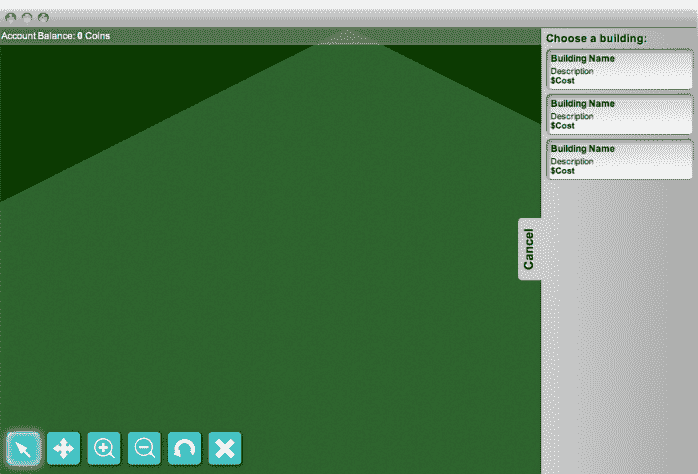 Account Balance: 0 Coins
Choose a building:
Building Name
Description
$Cost
Building Name
Description
$Cost
Building Name
Description
$Cost
Cancel